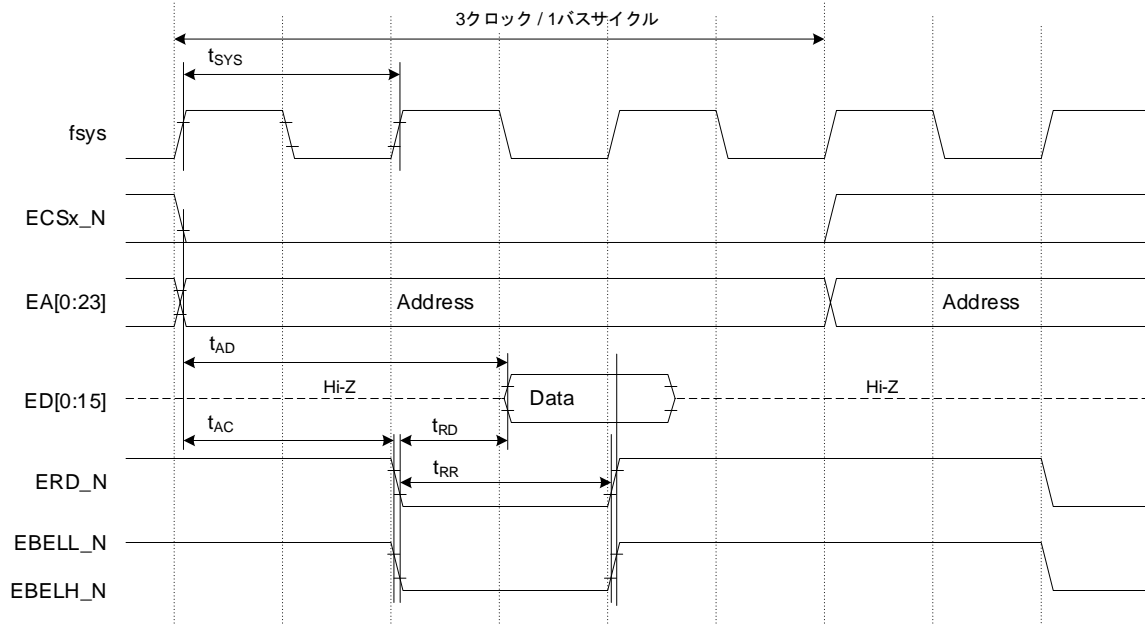 3クロック / 1バスサイクル
tSYS
fsys
ECSx_N
EA[0:23]
Address
Address
tAD
ED[0:15]
Hi-Z
Data
Hi-Z
tAC
tRD
ERD_N
tRR
EBELL_N
EBELH_N